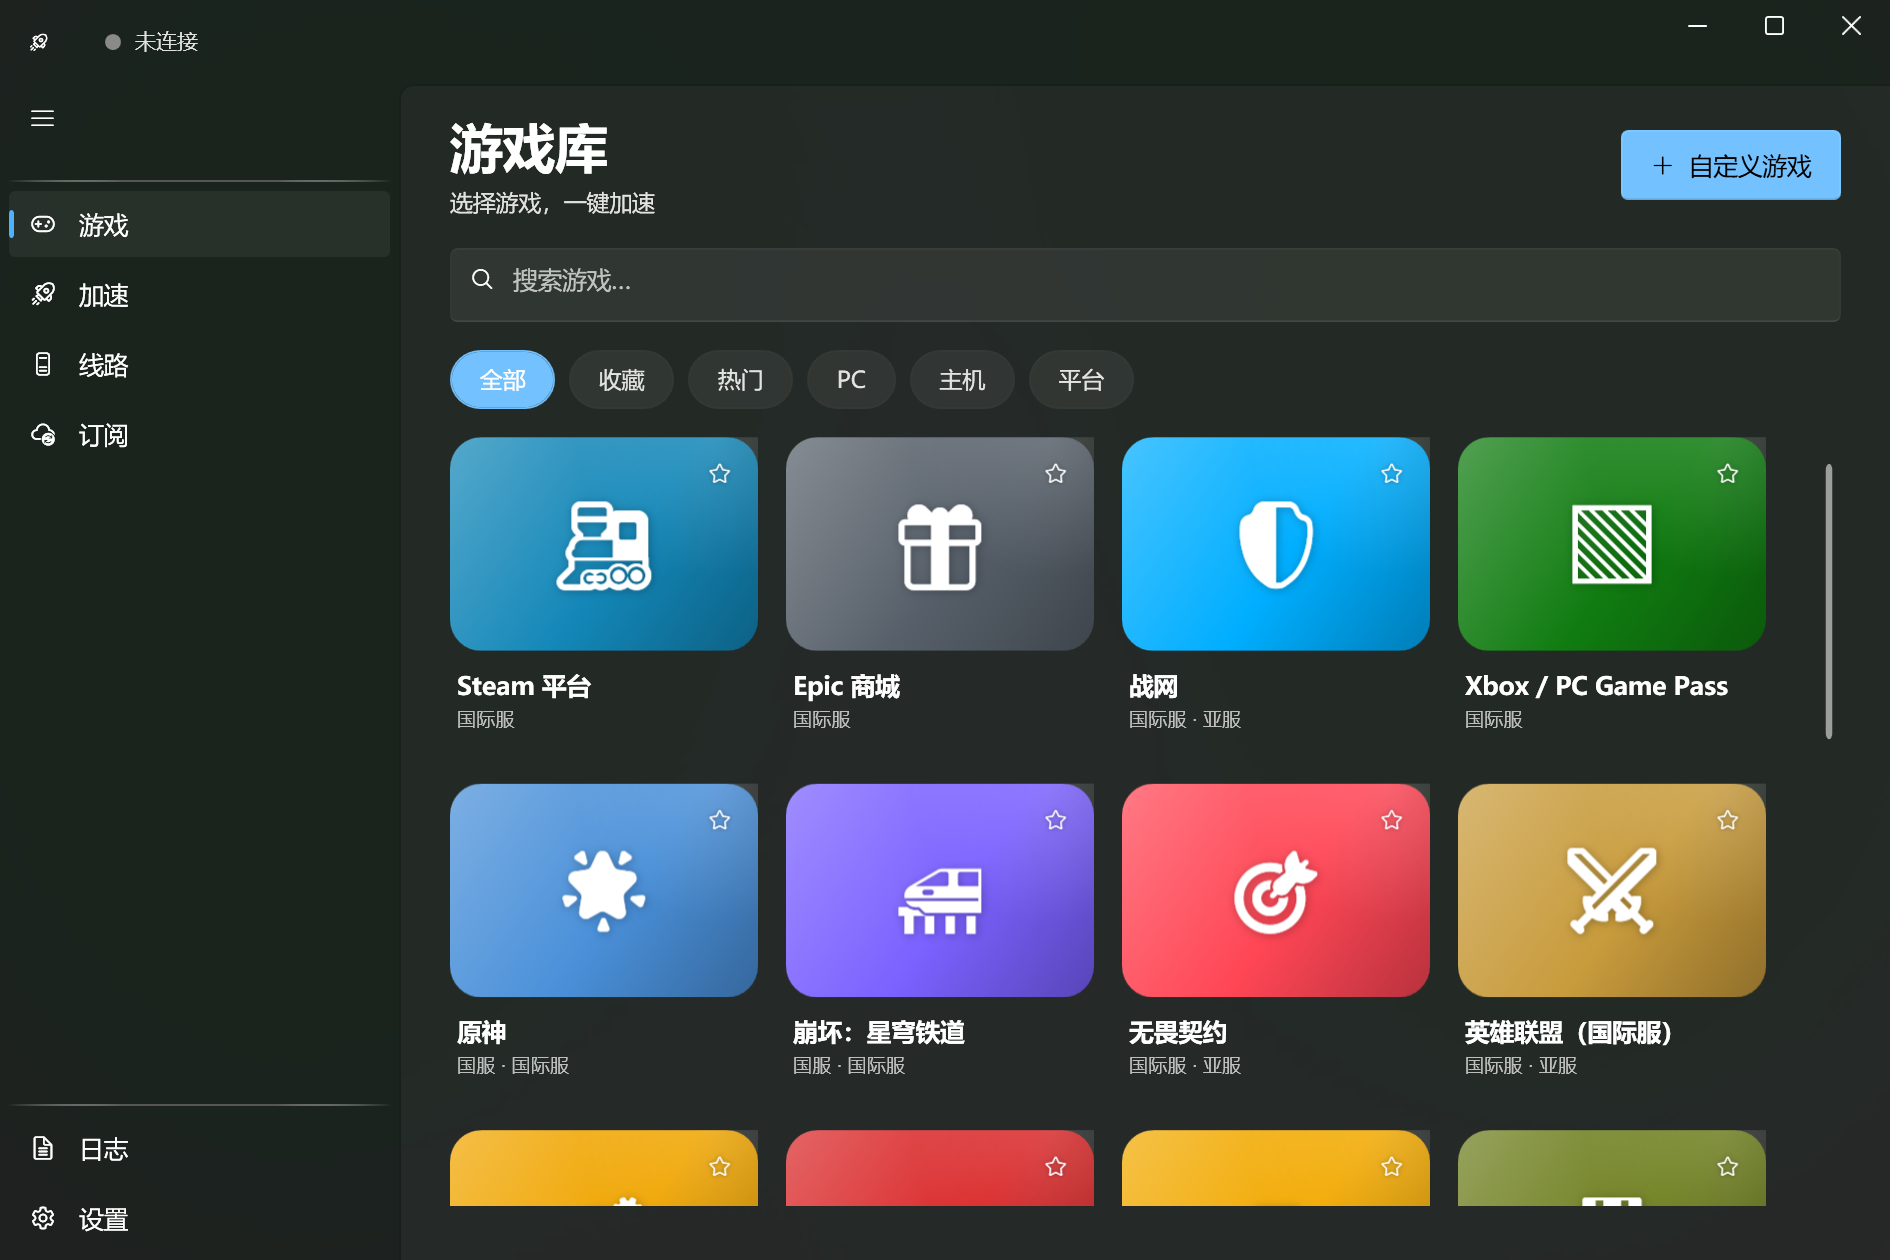 未连接
游戏
加速
线路
订阅
日志
设置
游戏库
选择游戏，一键加速
自定义游戏
搜索游戏...
全部
收藏
热门
PC
主机
平台
Steam 平台
国际服
Epic 商城
国际服
战网
国际服 · 亚服
Xbox / PC Game Pass
国际服
原神
国服 · 国际服
崩坏：星穹铁道
国服 · 国际服
无畏契约
国际服 · 亚服
英雄联盟（国际服）
国际服 · 亚服